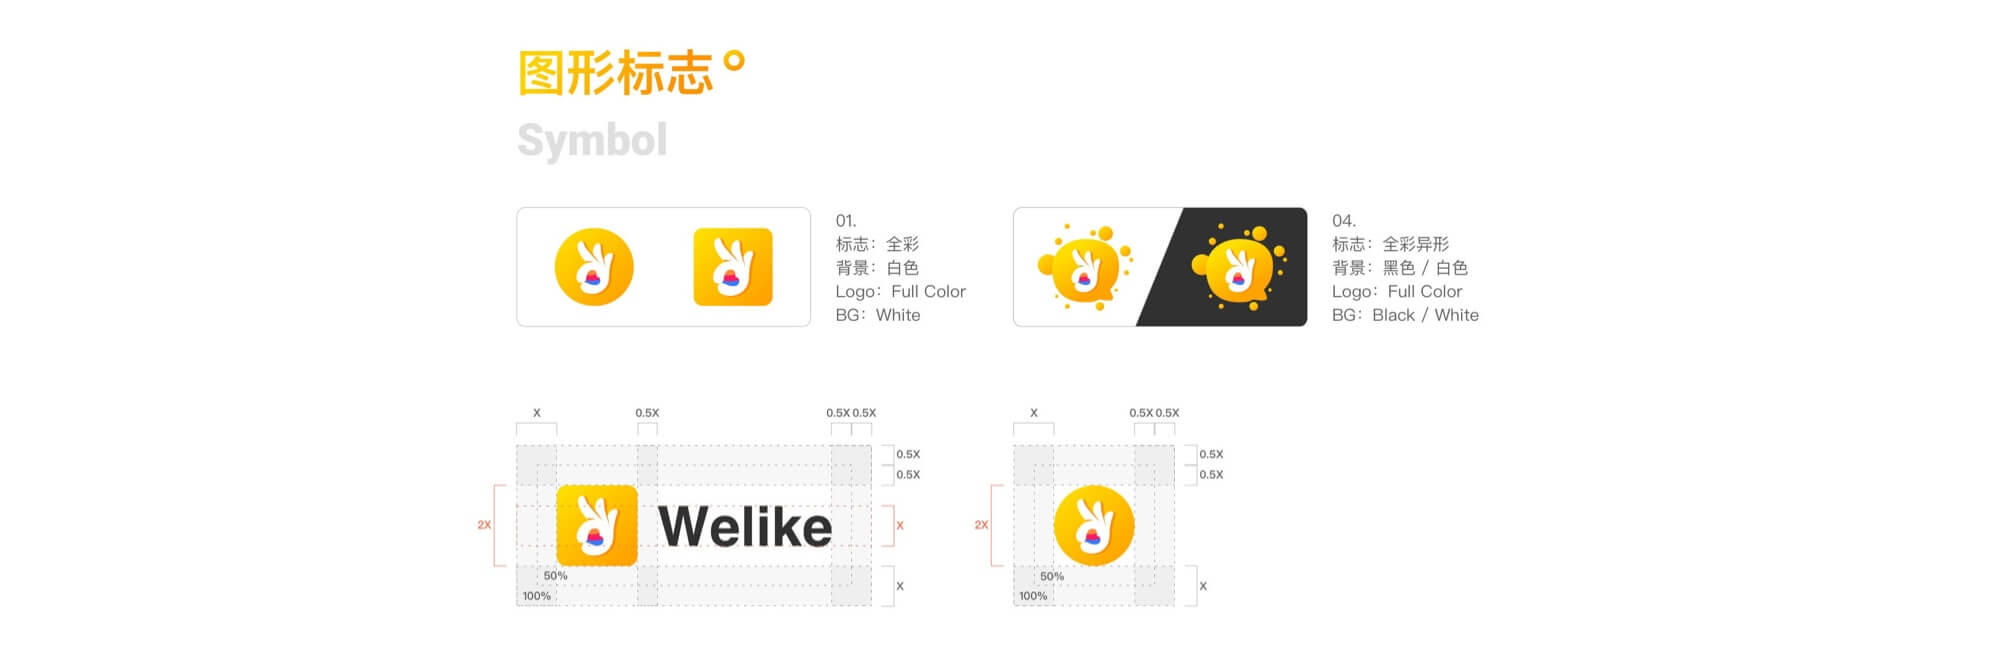 图形标志°
Symbol
01.
标志：全彩
背景：白色
Logo：Full Color
BG：White
04.
标志：全彩异形
背景：黑色 / 白色
Logo：Full Color
BG：Black / White
X
0.5X
0.5X 0.5X
0.5X
0.5X
2X
Welike
X
50%
100%
X
X
0.5X 0.5X
0.5X
0.5X
2X
50%
100%
X